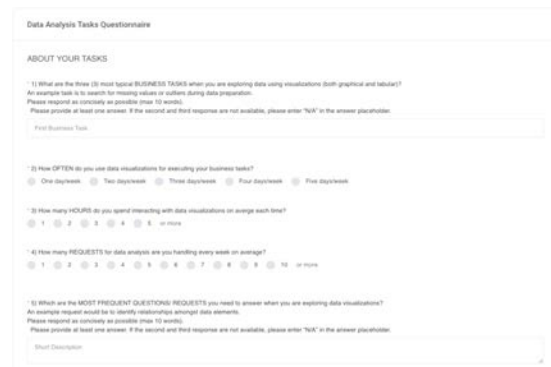 Data Analysis Tasks Questionnaire
ABOUT YOUR TASKS
* 1) What are the three (3) most typical BUSINESS TASKS when you are exploring data using visualizations (both graphical and tabular)?
An example task is to search for missing values or outliers during data preparation.
Please respond as concisely as possible (max 10 words).
Please provide at least one answer. If the second and third response are not available, please enter "N/A" in the answer placeholder.
First Business Task
* 2) How OFTEN do you use data visualizations for executing your business tasks?
One day/week Two days/week Three days/week Four days/week Five days/week
* 3) How many HOURS do you spend interacting with data visualizations on averge each time?
1 2 3 4 5 or more
* 4) How many REQUESTS for data analysis are you handling every week on average?
1 2 3 4 5 6 7 8 9 10 or more
* 5) Which are the MOST FREQUENT QUESTIONS/ REQUESTS you need to answer when you are exploring data visualizations?
An example request would be to identify relationships amongst data elements.
Please respond as concisely as possible (max 10 words).
Please provide at least one answer. If the second and third response are not available, please enter "N/A" in the answer placeholder.
Short Description